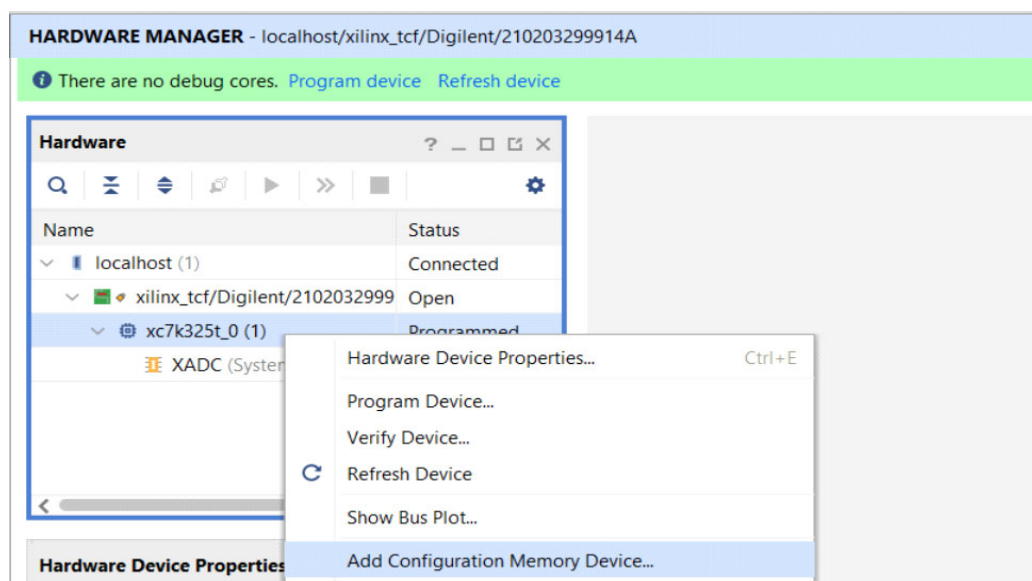 HARDWARE MANAGER - localhost/xilinx_tcf/Digilent/210203299914A
There are no debug cores. Program device Refresh device
Hardware
Name Status
localhost (1) Connected
xilinx_tcf/Digilent/2102032999 Open
xc7k325t_0 (1) Programmed
XADC (System
Hardware Device Properties... Ctrl+E
Program Device...
Verify Device...
Refresh Device
Show Bus Plot...
Add Configuration Memory Device...
Hardware Device Properties